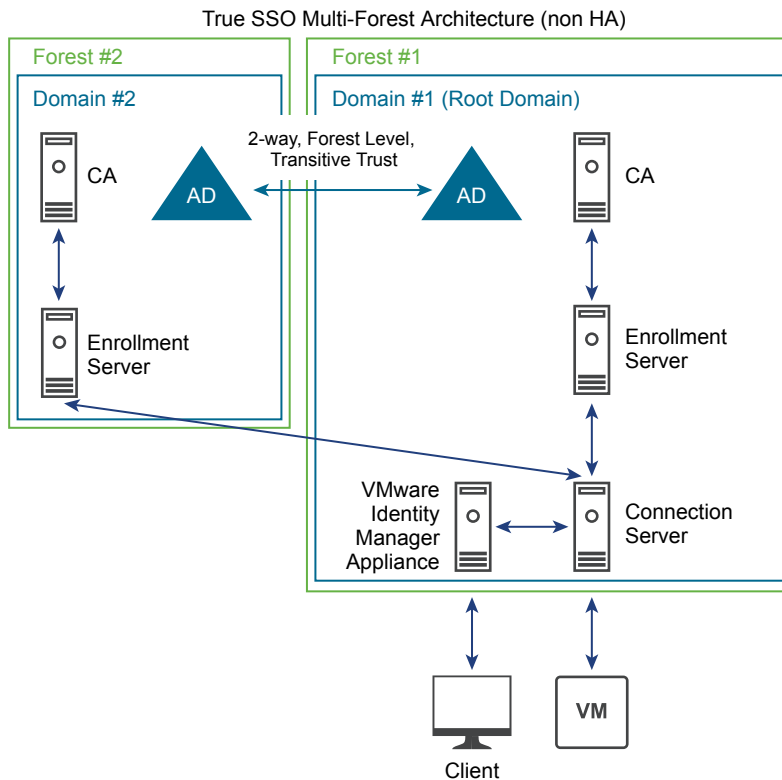 True SSO Multi-Forest Architecture (non HA)
Forest #2
Forest #1
Domain #2
Domain #1 (Root Domain)
2-way, Forest Level,
Transitive Trust
CA
AD
AD
CA
Enrollment
Server
Enrollment
Server
VMware
Identity
Manager
Appliance
Connection
Server
Client
VM